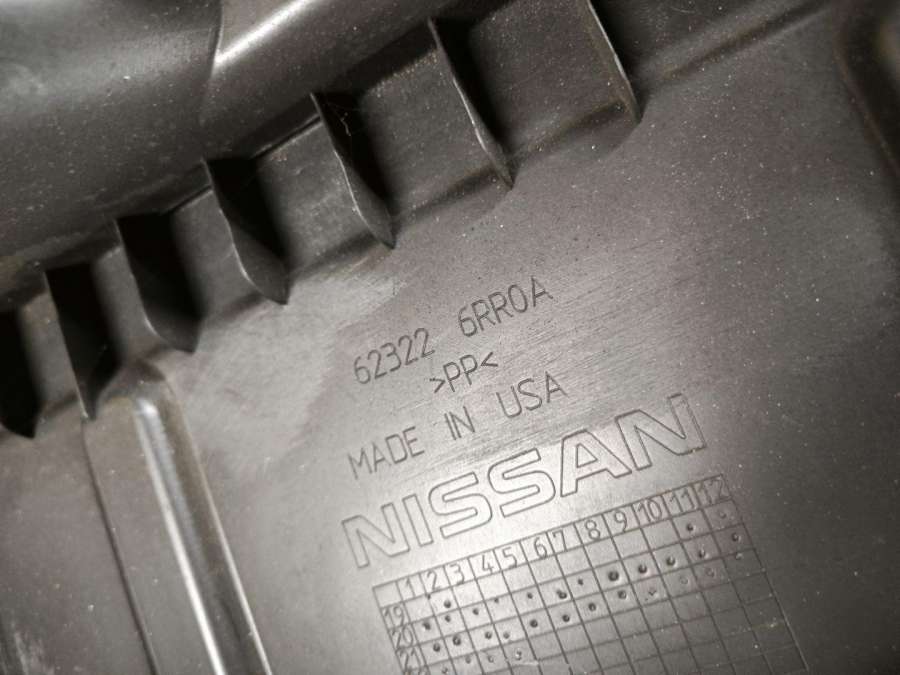 62322 6RR0A
>PP<
MADE IN USA
NISSAN
1 2 3 4 5 6 7 8 9 10 11 12
19
20
21